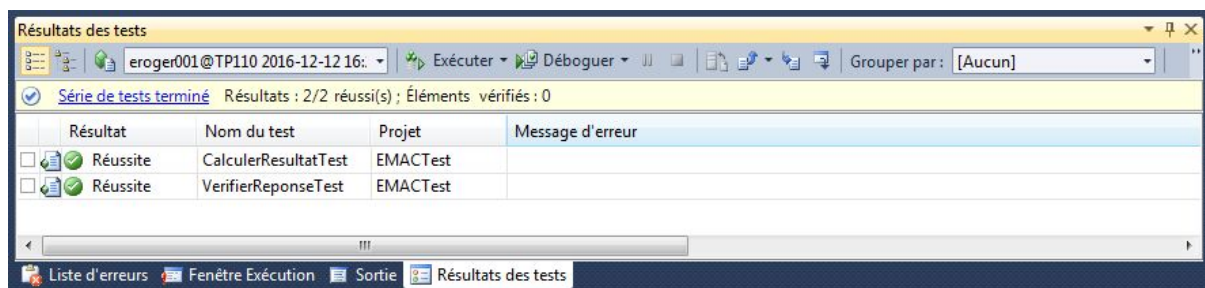 Résultats des tests
eroger001@TP110 2016-12-12 16:. Exécuter Déboguer Grouper par : [Aucun]
Série de tests terminé Résultats : 2/2 réussi(s) ; Éléments vérifiés : 0
Résultat Nom du test Projet Message d'erreur
Réussite CalculerResultatTest EMACTest
Réussite VerifierReponseTest EMACTest
Liste d'erreurs Fenêtre Exécution Sortie Résultats des tests